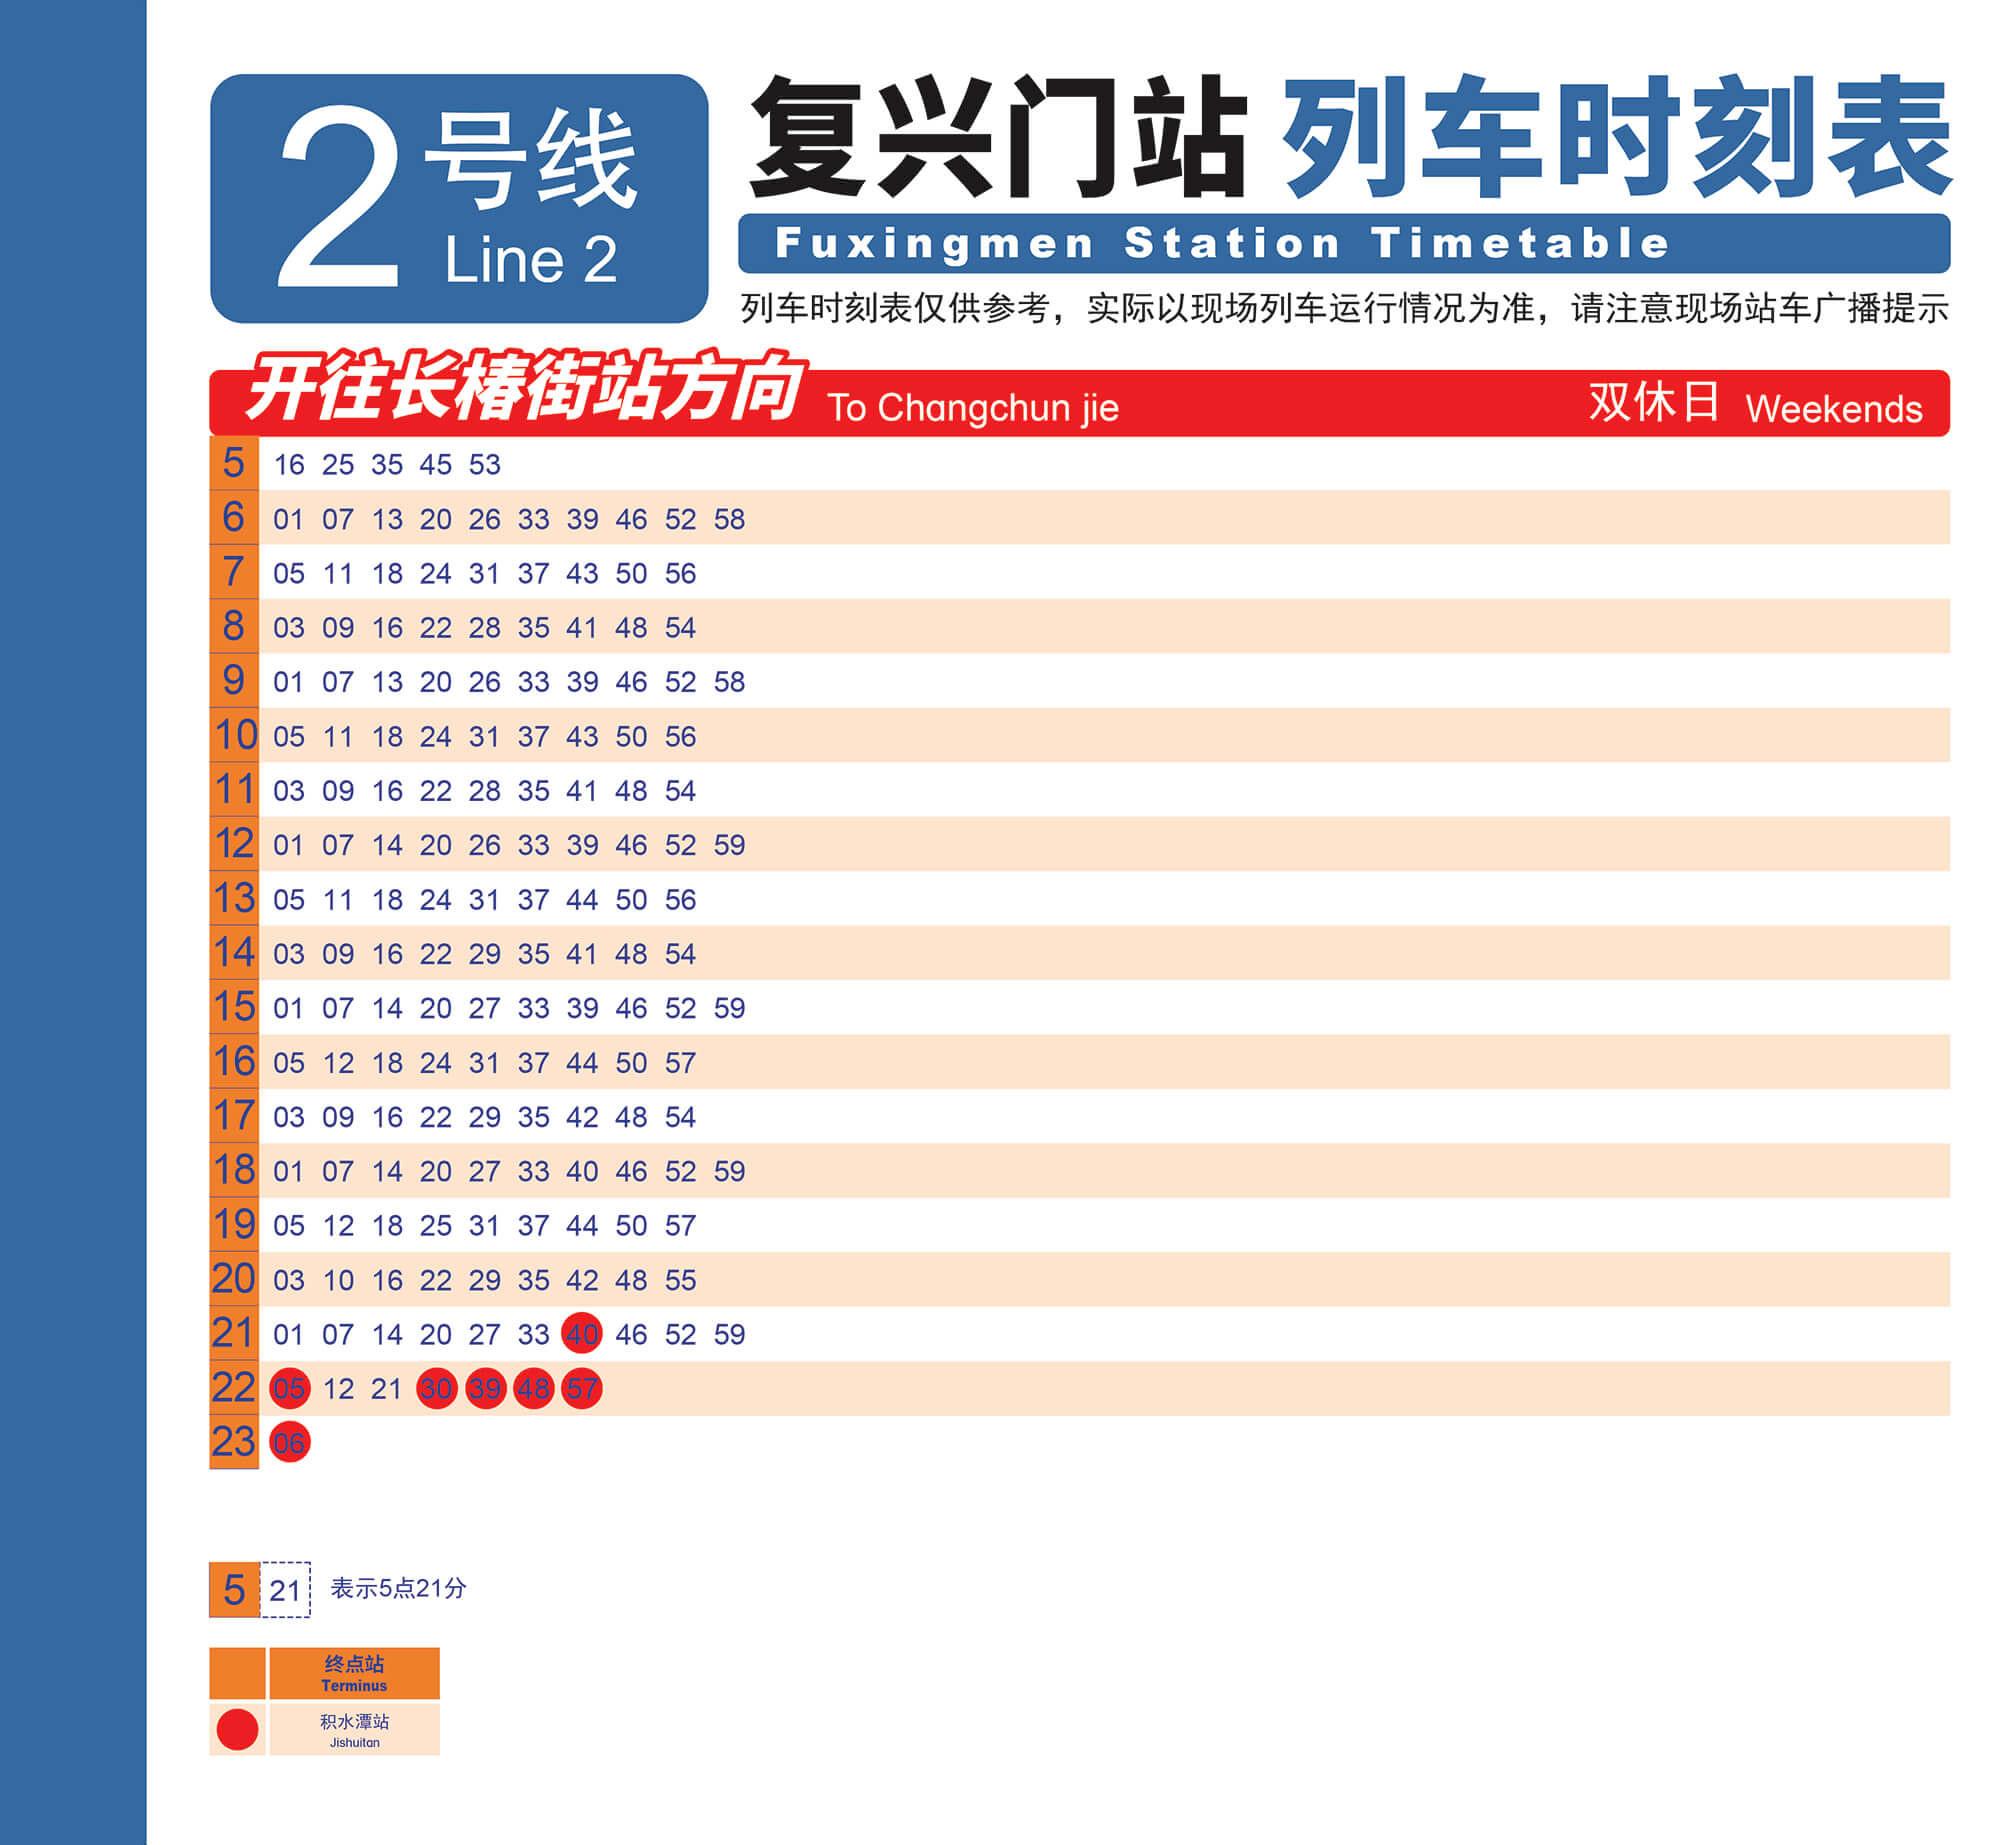 2号线
Line 2
复兴门站 列车时刻表
Fuxingmen Station Timetable
列车时刻表仅供参考，实际以现场列车运行情况为准，请注意现场站车广播提示
开往长椿街站方向 To Changchun jie 双休日 Weekends
5 16 25 35 45 53
6 01 07 13 20 26 33 39 46 52 58
7 05 11 18 24 31 37 43 50 56
8 03 09 16 22 28 35 41 48 54
9 01 07 13 20 26 33 39 46 52 58
10 05 11 18 24 31 37 43 50 56
11 03 09 16 22 28 35 41 48 54
12 01 07 14 20 26 33 39 46 52 59
13 05 11 18 24 31 37 44 50 56
14 03 09 16 22 29 35 41 48 54
15 01 07 14 20 27 33 39 46 52 59
16 05 12 18 24 31 37 44 50 57
17 03 09 16 22 29 35 42 48 54
18 01 07 14 20 27 33 40 46 52 59
19 05 12 18 25 31 37 44 50 57
20 03 10 16 22 29 35 42 48 55
21 01 07 14 20 27 33 40 46 52 59
22 05 12 21 30 39 48 57
23 06
5 21 表示5点21分
终点站
Terminus
积水潭站
Jishuitan